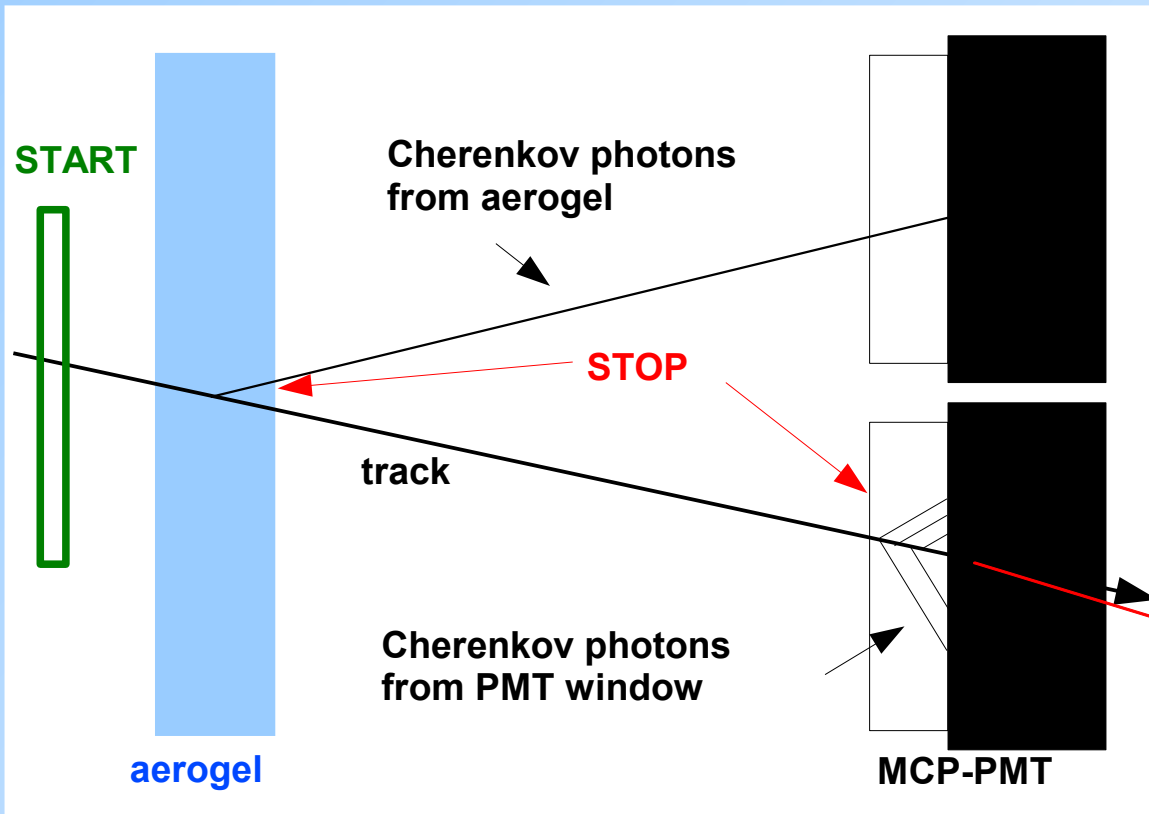 START
Cherenkov photons
from aerogel
STOP
track
Cherenkov photons
from PMT window
aerogel
MCP-PMT